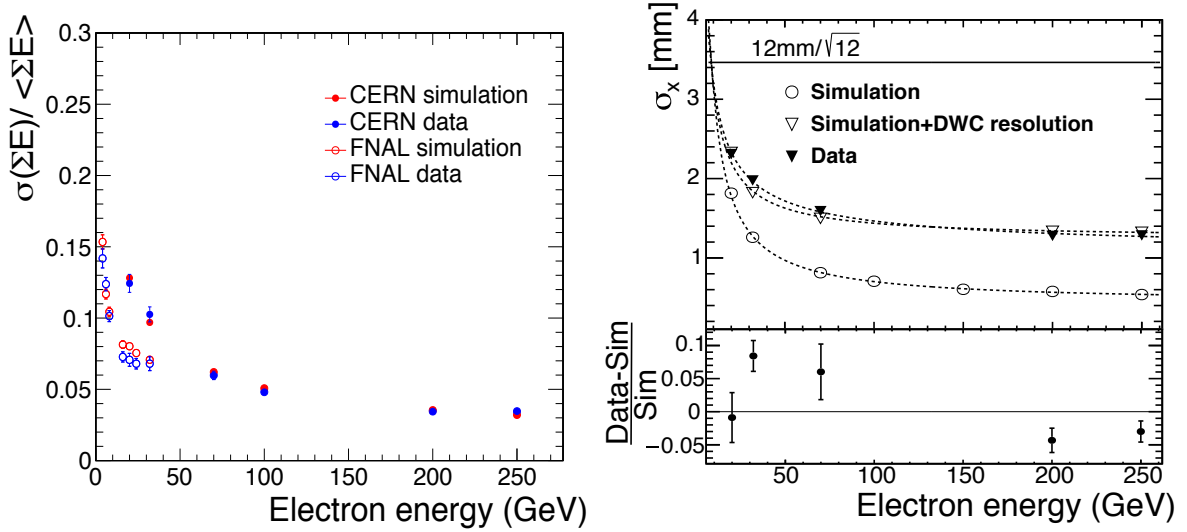 σ(ΣE)/ <ΣE>
0.3
0.25
0.2
0.15
0.1
0.05
0
CERN simulation
CERN data
FNAL simulation
FNAL data
0 50 100 150 200 250
Electron energy (GeV)
σx [mm]
4
3
2
1
12mm/√12
Simulation
Simulation+DWC resolution
Data
Data-Sim
Sim
0.1
0.05
0
−0.05
50 100 150 200 250
Electron energy (GeV)